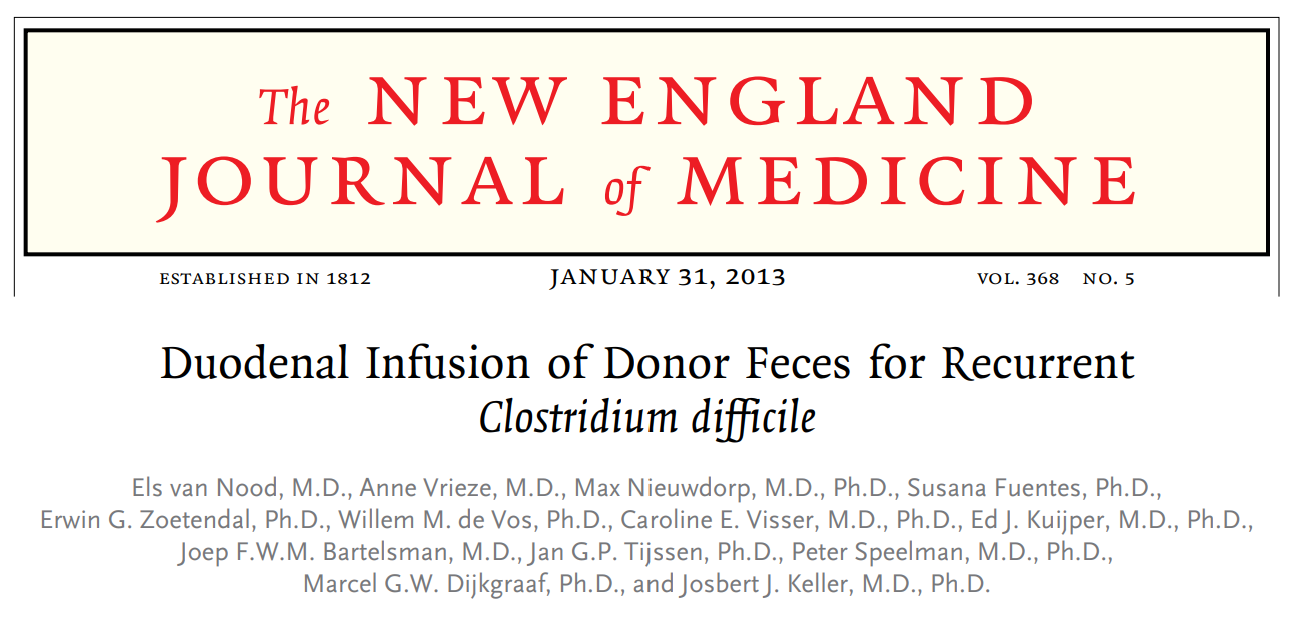 The NEW ENGLAND
JOURNAL of MEDICINE
ESTABLISHED IN 1812 JANUARY 31, 2013 VOL. 368 NO. 5
Duodenal Infusion of Donor Feces for Recurrent
Clostridium difficile
Els van Nood, M.D., Anne Vrieze, M.D., Max Nieuwdorp, M.D., Ph.D., Susana Fuentes, Ph.D.,
Erwin G. Zoetendal, Ph.D., Willem M. de Vos, Ph.D., Caroline E. Visser, M.D., Ph.D., Ed J. Kuijper, M.D., Ph.D.,
Joep F.W.M. Bartelsman, M.D., Jan G.P. Tijssen, Ph.D., Peter Speelman, M.D., Ph.D.,
Marcel G.W. Dijkgraaf, Ph.D., and Josbert J. Keller, M.D., Ph.D.